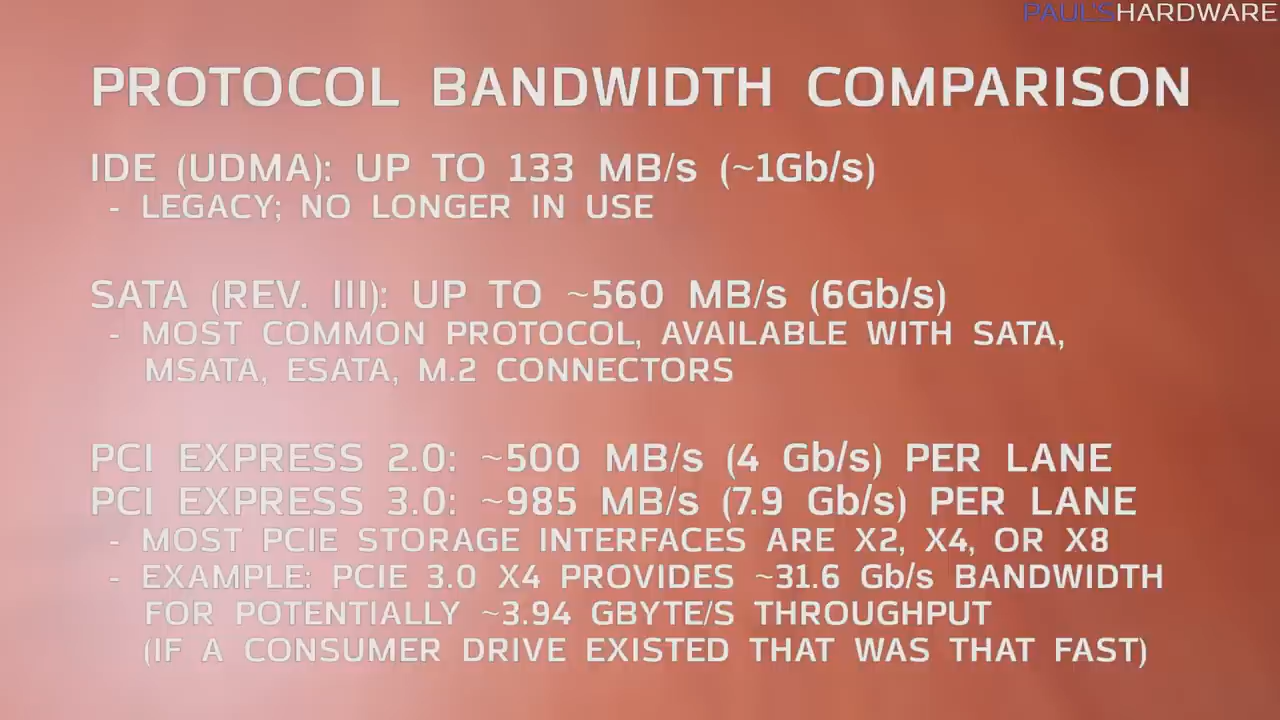 PAUL'SHARDWARE
PROTOCOL BANDWIDTH COMPARISON
IDE (UDMA): UP TO 133 MB/s (~1Gb/s)
- LEGACY; NO LONGER IN USE
SATA (REV. III): UP TO ~560 MB/s (6Gb/s)
- MOST COMMON PROTOCOL, AVAILABLE WITH SATA,
MSATA, ESATA, M.2 CONNECTORS
PCI EXPRESS 2.0: ~500 MB/s (4 Gb/s) PER LANE
PCI EXPRESS 3.0: ~985 MB/s (7.9 Gb/s) PER LANE
- MOST PCIE STORAGE INTERFACES ARE X2, X4, OR X8
- EXAMPLE: PCIE 3.0 X4 PROVIDES ~31.6 Gb/s BANDWIDTH
FOR POTENTIALLY ~3.94 GBYTE/S THROUGHPUT
(IF A CONSUMER DRIVE EXISTED THAT WAS THAT FAST)